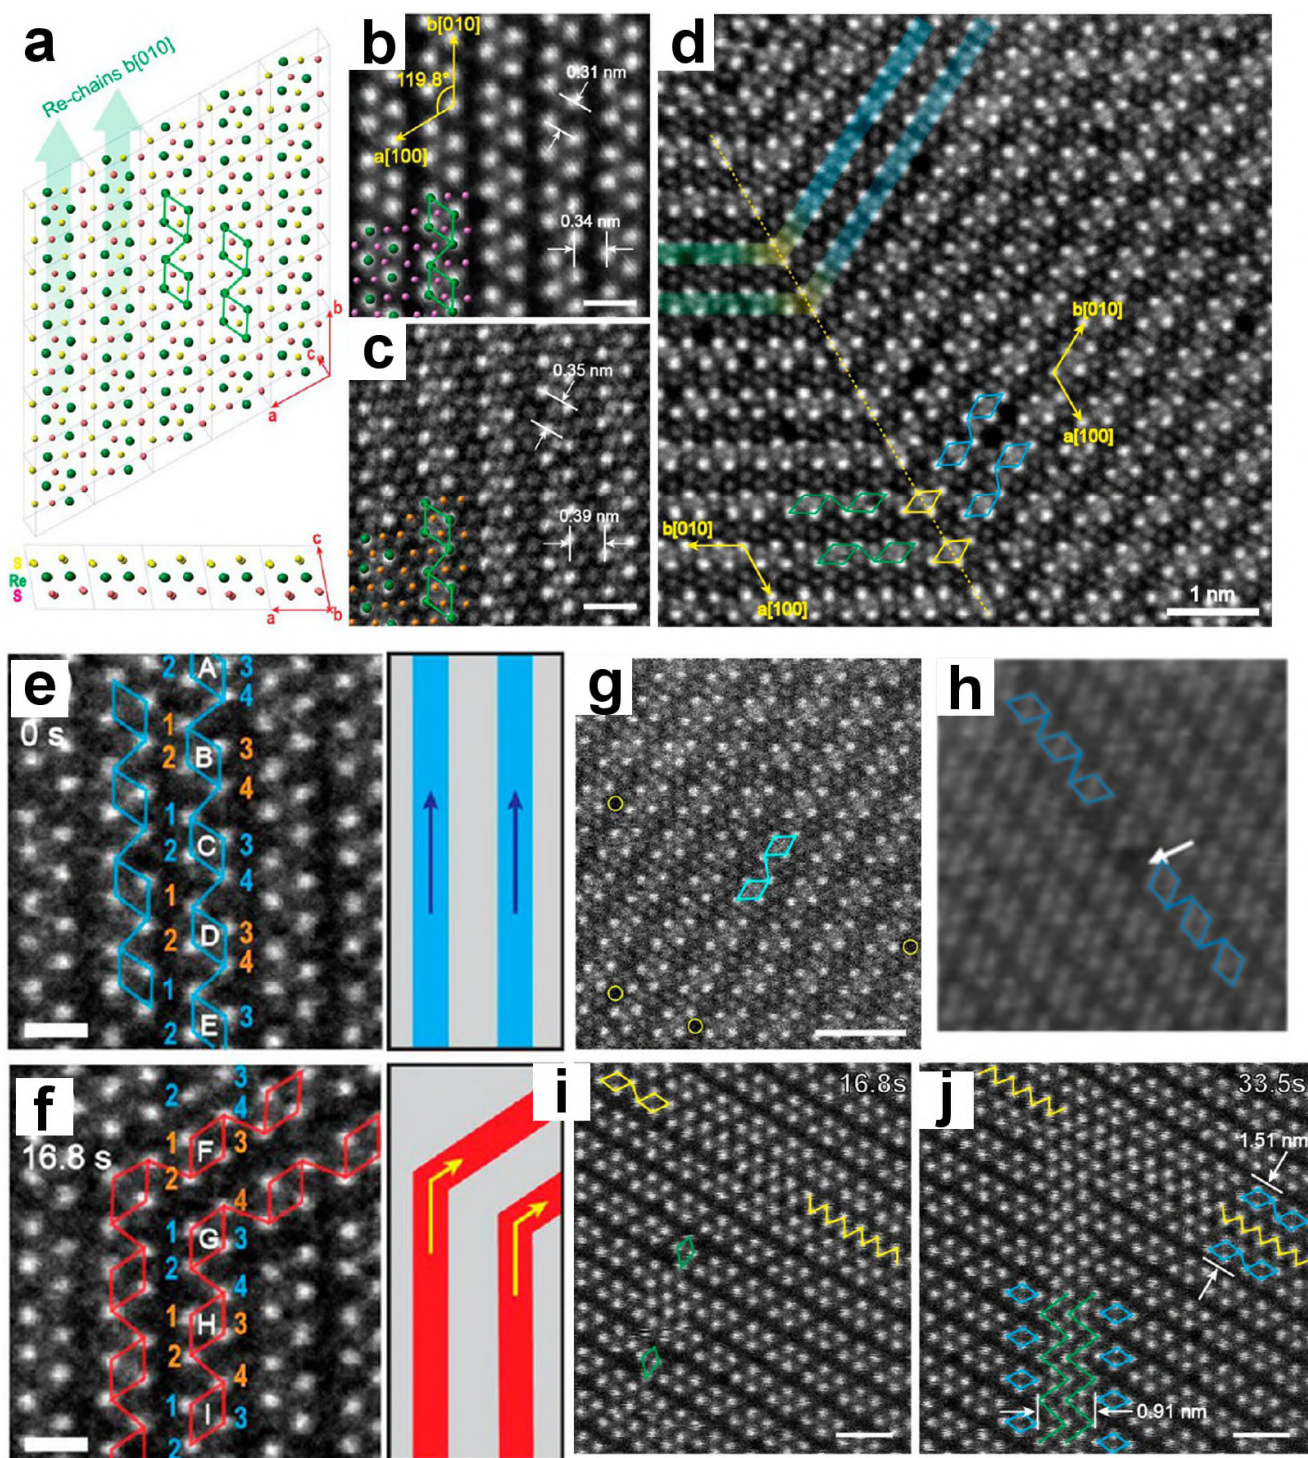 a
Re-chains b[010]
b
c
a
S
Re
S
c
a
b
b
b[010]
119.8°
a[100]
0.31 nm
0.34 nm
c
0.35 nm
0.39 nm
d
b[010]
a[100]
b[010]
a[100]
1 nm
e
0 s
2 A 3
4
1
2 B 3
4
1
2 C 3
4
1
2 D 3
4
1
2 E 3
f
16.8 s
2 3
4
1 F 3
2
4
1 G 3
2 4
1 H 3
2 4
1 I 3
2
g
h
i
16.8s
j
33.5s
1.51 nm
0.91 nm